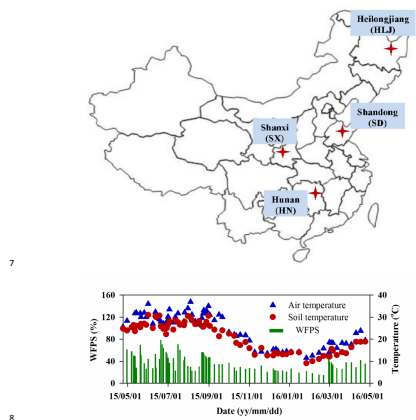 Heilongjiang
(HLJ)
Shandong
(SD)
Shanxi
(SX)
Hunan
(HN)
7
160
120
80
40
0
WPFS (%)
Air temperature
Soil temperature
WFPS
40
30
20
10
0
Temperature (°C)
15/05/01 15/07/01 15/09/01 15/11/01 16/01/01 16/03/01 16/05/01
Date (yy/mm/dd)
8